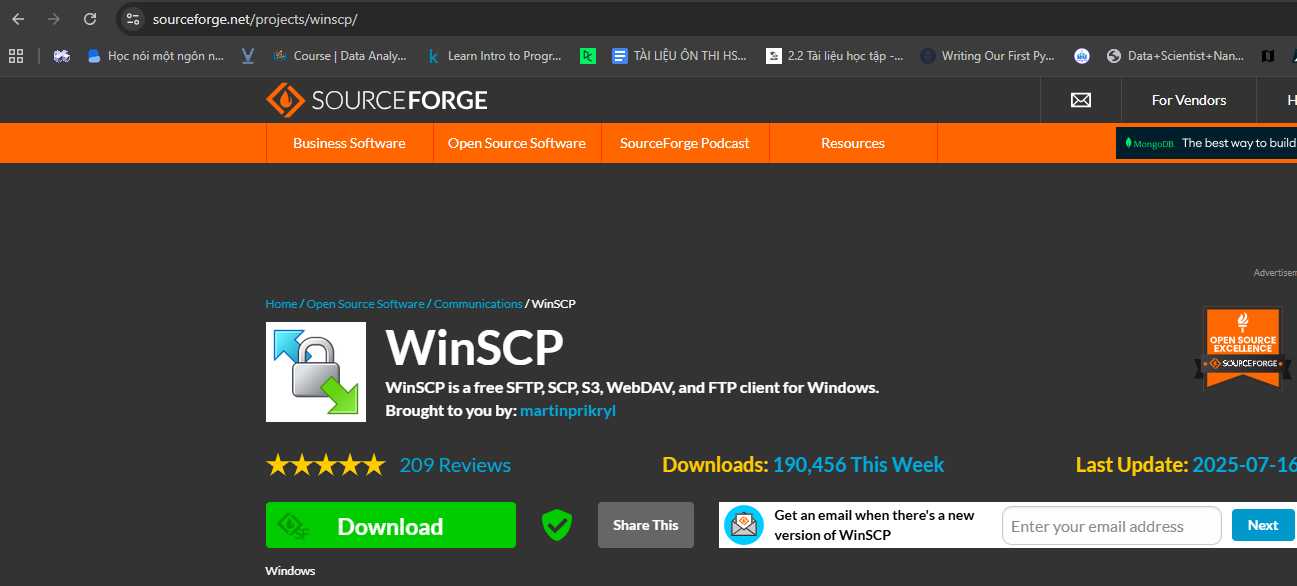 sourceforge.net/projects/winscp/
Học nói một ngôn n... Course | Data Analy... Learn Intro to Progr... TÀI LIỆU ÔN THI HS... 2.2 Tài liệu học tập -... Writing Our First Py... Data+Scientist+Nan...
SOURCEFORGE For Vendors H
Business Software Open Source Software SourceForge Podcast Resources MongoDB. The best way to build
Advertisem
Home / Open Source Software / Communications / WinSCP
WinSCP
OPEN SOURCE
EXCELLENCE
SOURCEFORGE
WinSCP is a free SFTP, SCP, S3, WebDAV, and FTP client for Windows.
Brought to you by: martinprikryl
209 Reviews Downloads: 190,456 This Week Last Update: 2025-07-16
SF Download Share This Get an email when there's a new
version of WinSCP Enter your email address Next
Windows